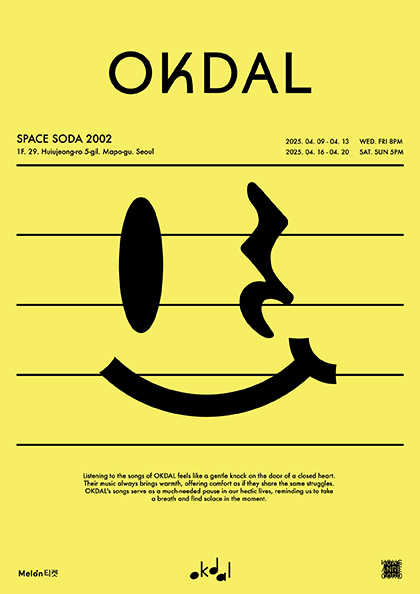 OKDAL
SPACE SODA 2002
1F. 29. Huiujeong-ro 5-gil. Mapo-gu. Seoul
2025. 04. 09 - 04. 13 WED. FRI 8PM
2025. 04. 16 - 04. 20 SAT. SUN 5PM
Listening to the songs of OKDAL feels like a gentle knock on the door of a closed heart.
Their music always brings warmth, offering comfort as if they share the same struggles.
OKDAL's songs serve as a much-needed pause in our hectic lives, reminding us to take
a breath and find solace in the moment.
Melon티켓
okdal